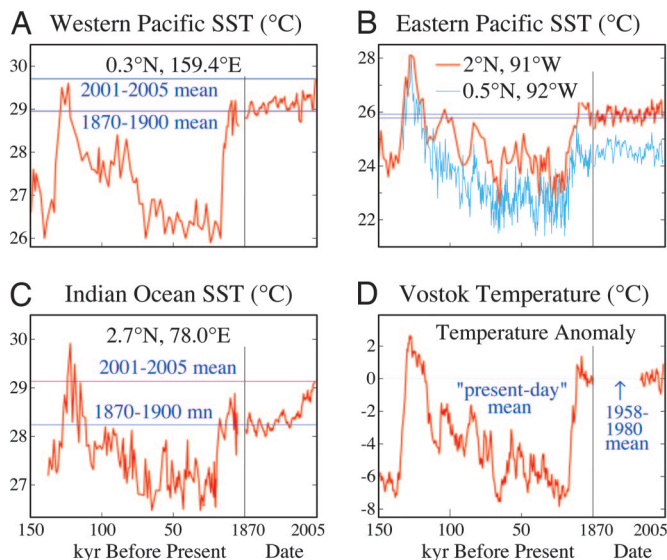 A Western Pacific SST (°C)
0.3°N, 159.4°E
30
2001-2005 mean
29
1870-1900 mean
28
27
26
B Eastern Pacific SST (°C)
28
2°N, 91°W
0.5°N, 92°W
26
24
22
C Indian Ocean SST (°C)
30
2.7°N, 78.0°E
2001-2005 mean
29
1870-1900 mn
28
27
150 100 50 1870 2005
kyr Before Present Date
D Vostok Temperature (°C)
Temperature Anomaly
2
0
"present-day"
mean
↑
1958-
1980
mean
-2
-4
-6
-8
150 100 50 1870 2005
kyr Before Present Date